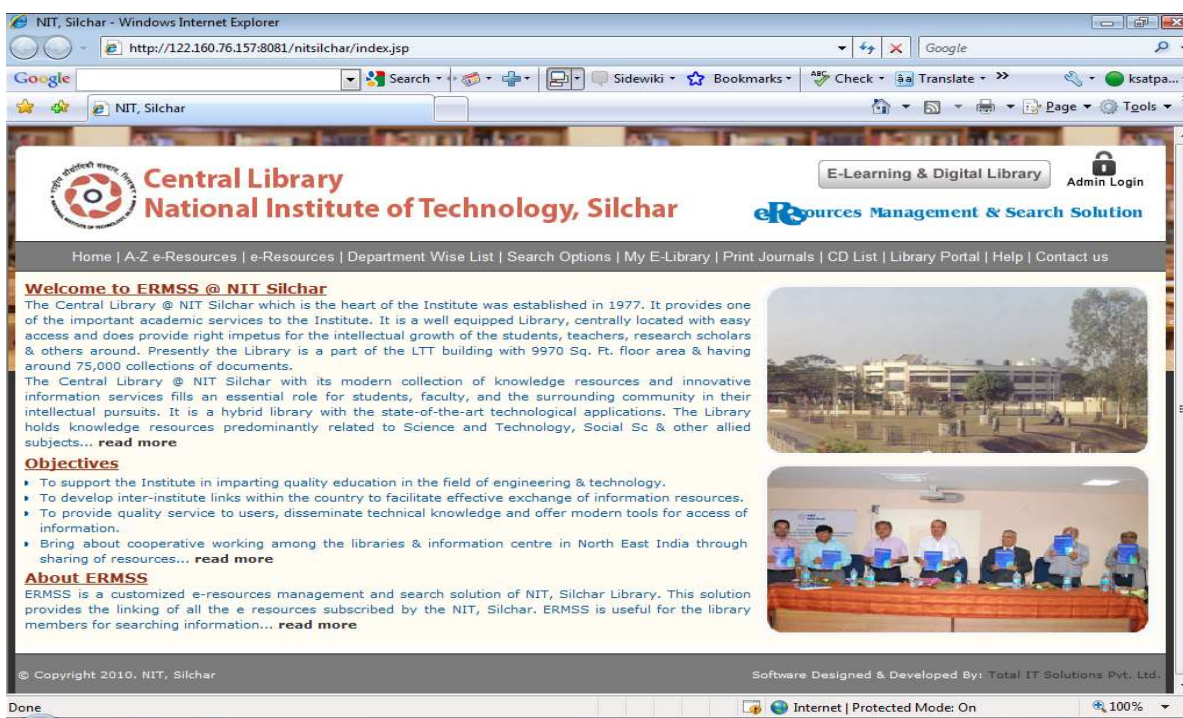 NIT, Silchar - Windows Internet Explorer
http://122.160.76.157:8081/nitsilchar/index.jsp
Google
Google
Search
Sidewiki
Bookmarks
Check
Translate
ksatpa...
NIT, Silchar
Page
Tools
Central Library
National Institute of Technology, Silchar
E-Learning & Digital Library
Admin Login
eResources Management & Search Solution
Home | A-Z e-Resources | e-Resources | Department Wise List | Search Options | My E-Library | Print Journals | CD List | Library Portal | Help | Contact us
Welcome to ERMSS @ NIT Silchar
The Central Library @ NIT Silchar which is the heart of the Institute was established in 1977. It provides one
of the important academic services to the Institute. It is a well equipped Library, centrally located with easy
access and does provide right impetus for the intellectual growth of the students, teachers, research scholars
& others around. Presently the Library is a part of the LTT building with 9970 Sq. Ft. floor area & having
around 75,000 collections of documents.
The Central Library @ NIT Silchar with its modern collection of knowledge resources and innovative
information services fills an essential role for students, faculty, and the surrounding community in their
intellectual pursuits. It is a hybrid library with the state-of-the-art technological applications. The Library
holds knowledge resources predominantly related to Science and Technology, Social Sc & other allied
subjects... read more
Objectives
To support the Institute in imparting quality education in the field of engineering & technology.
To develop inter-institute links within the country to facilitate effective exchange of information resources.
To provide quality service to users, disseminate technical knowledge and offer modern tools for access of
information.
Bring about cooperative working among the libraries & information centre in North East India through
sharing of resources... read more
About ERMSS
ERMSS is a customized e-resources management and search solution of NIT, Silchar Library. This solution
provides the linking of all the e resources subscribed by the NIT, Silchar. ERMSS is useful for the library
members for searching information... read more
© Copyright 2010. NIT, Silchar
Software Designed & Developed By: Total IT Solutions Pvt. Ltd.
Done
Internet | Protected Mode: On
100%